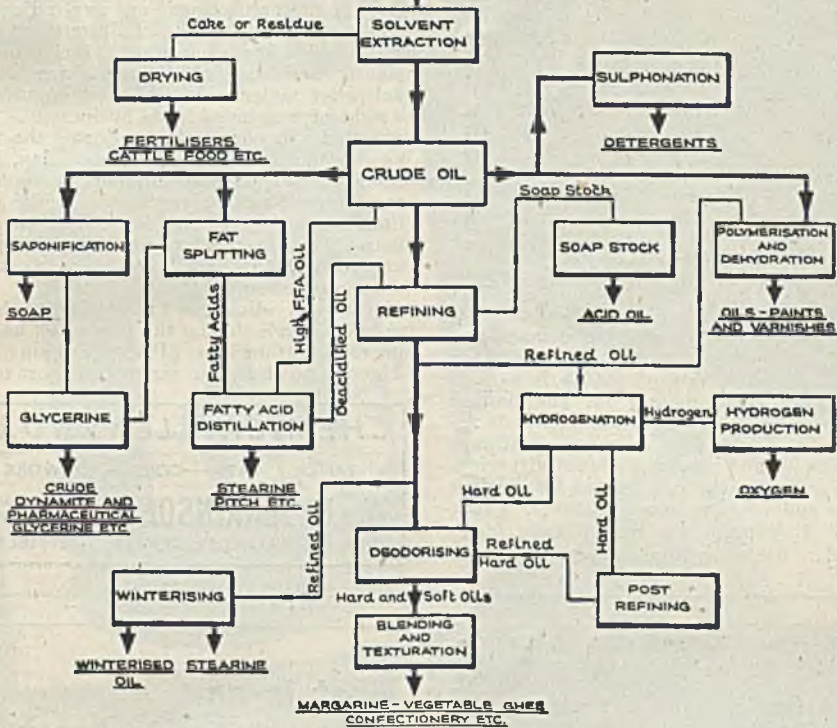 Cake or Residue
SOLVENT
EXTRACTION
DRYING
SULPHONATION
FERTILISERS
CATTLE FOOD ETC.
DETERGENTS
CRUDE OIL
Soap Stock
SAPONIFICATION
FAT
SPLITTING
SOAP STOCK
POLYMERISATION
AND
DEHYDRATION
High FFA Oil
Deacidified Oil
Fatty Acids
SOAP
REFINING
ACID OIL
OILS - PAINTS
AND VARNISHES
Refined Oil
GLYCERINE
FATTY ACID
DISTILLATION
HYDROGENATION
Hydrogen
HYDROGEN
PRODUCTION
CRUDE
DYNAMITE AND
PHARMACEUTICAL
GLYCERINE ETC
STEARINE
PITCH ETC
OXYGEN
Hard Oil
Hard Oil
Refined Oil
DEODORISING
Refined
Hard Oil
WINTERISING
Hard and Soft Oils
POST
REFINING
BLENDING
AND
TEXTURATION
WINTERISED
OIL
STEARINE
MARGARINE - VEGETABLE GHEE
CONFECTIONERY ETC.